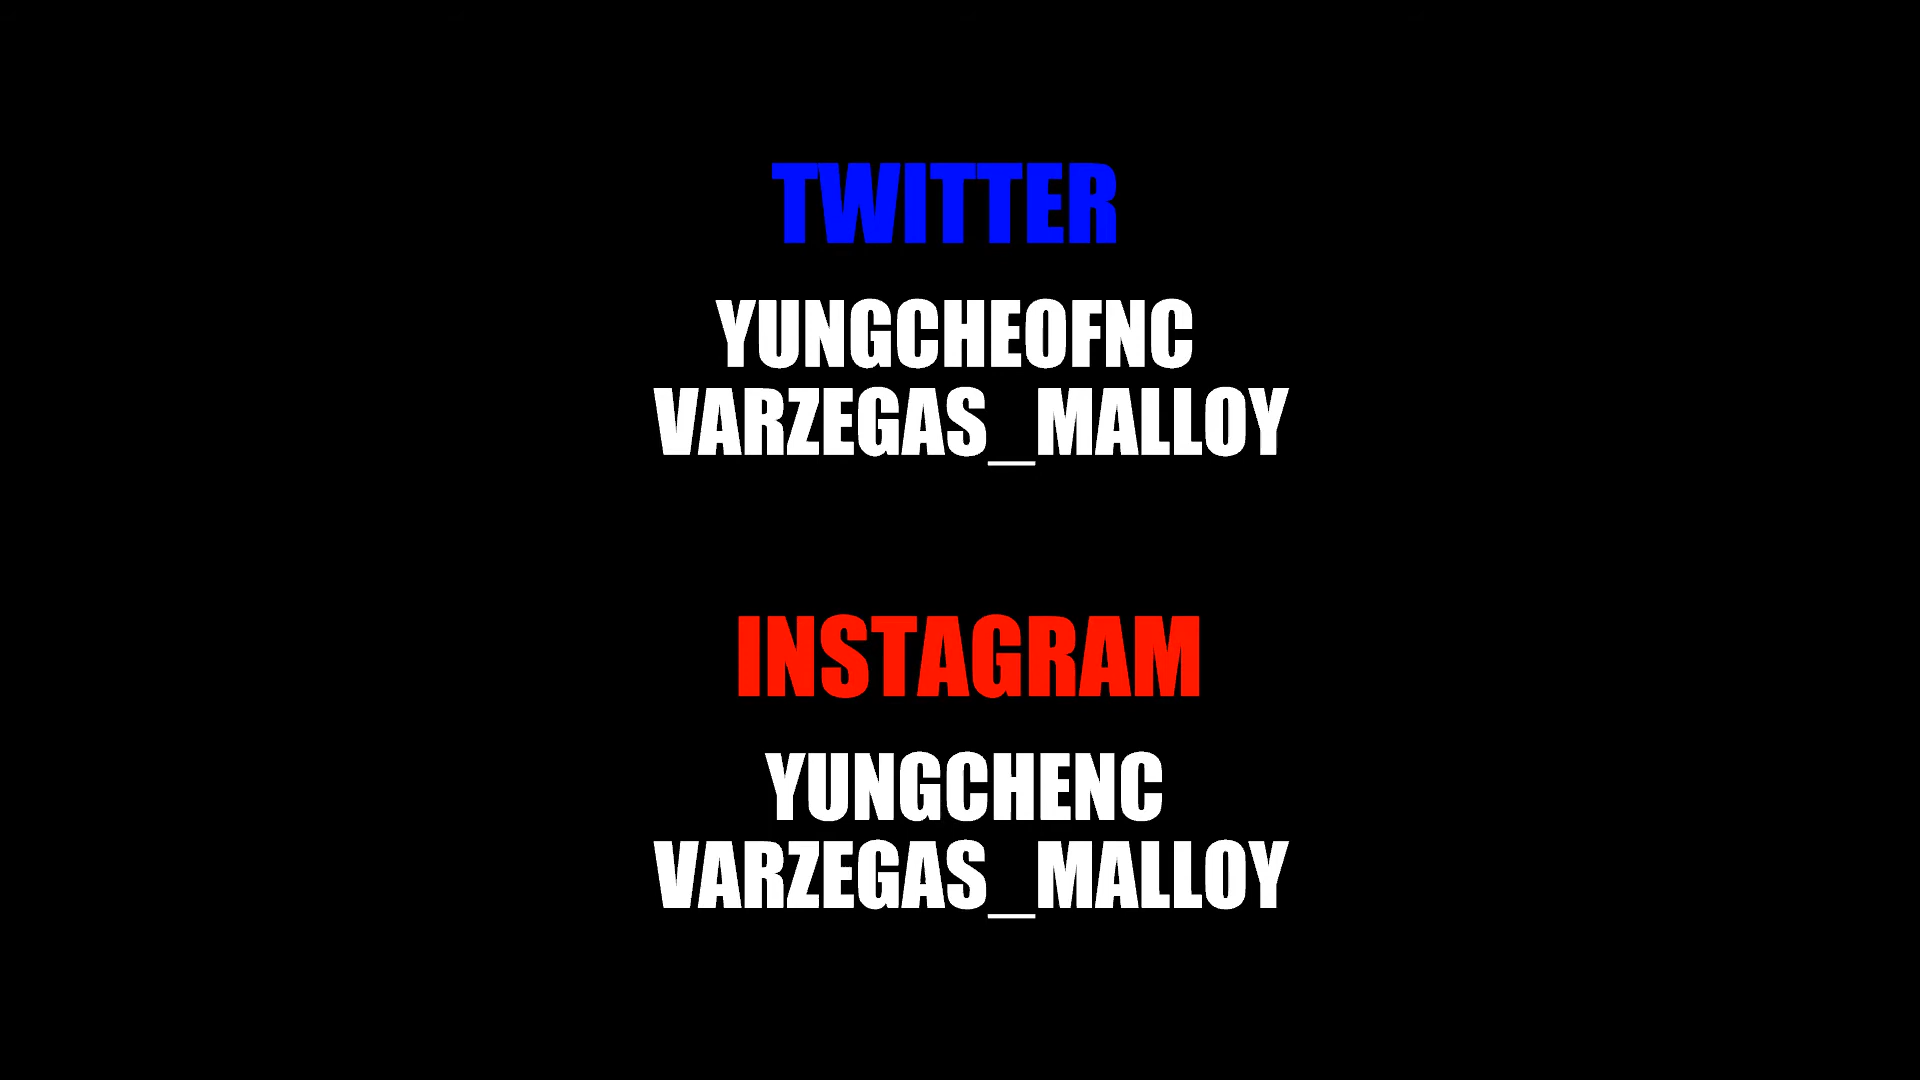 TWITTER
YUNGCHEOFNC
VARZEGAS_MALLOY
INSTAGRAM
YUNGCHENC
VARZEGAS_MALLOY